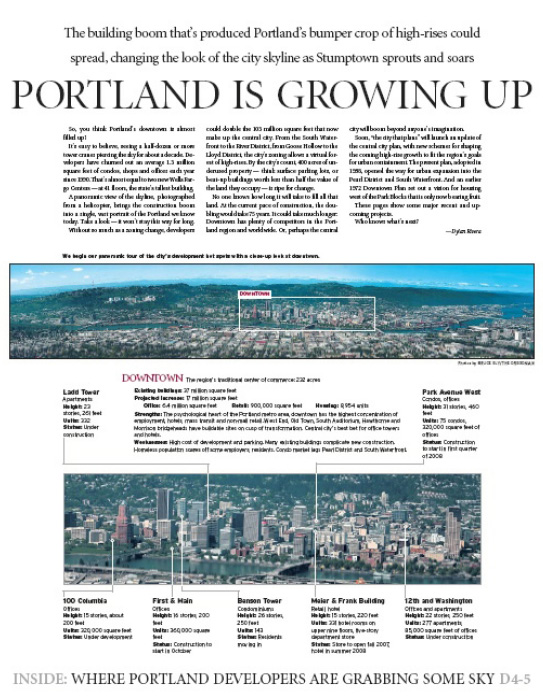 The building boom that's produced Portland's bumper crop of high-rises could
spread, changing the look of the city skyline as Stumptown sprouts and soars
PORTLAND IS GROWING UP
So, you think Portland's downtown is almost
filled up?
It's easy to believe, seeing a half-dozen or more
tower cranes piercing the sky for about a decade. De-
velopers have churned out an average 1.3 million
square feet of condos, shops and offices each year
since 1990. That's almost equal to two new Wells Far-
go Centers — at 41 floors, the state's tallest building.
A panoramic view of the skyline, photographed
from a helicopter, brings the construction boom
into a single, vast portrait of the Portland we know
today. Take a look — it won't stay this way for long.
Without so much as a zoning change, developers
could double the 103 million square feet that now
make up the central city. From the South Water-
front to the River District, from Goose Hollow to the
Lloyd District, the city's zoning allows a virtual for-
est of high-rises. By the city's count, 400 acres of un-
derused property — think surface parking lots, or
beat-up buildings worth less than half the value of
the land they occupy — is ripe for change.
No one knows how long it will take to fill all that
land. At the current pace of construction, the dou-
bling would take 75 years. It could take much longer:
Downtown has plenty of competition in the Port-
land region and worldwide. Or, perhaps the central
city will boom beyond anyone's imagination.
Soon, "the city that plans" will launch an update of
the central city plan, with new schemes for shaping
the coming high-rise growth to fit the region's goals
for urban containment. The present plan, adopted in
1988, opened the way for urban expansion into the
Pearl District and South Waterfront. And an earlier
1972 Downtown Plan set out a vision for housing
west of the Park Blocks that is only now bearing fruit.
These pages show some major recent and up-
coming projects.
Who knows what's next?
—Dylan Rivera
We begin our panoramic tour of the city's development hot spots with a close-up look at downtown.
DOWNTOWN
Photos by BRUCE ELY/THE OREGONIAN
DOWNTOWN The region's traditional center of commerce: 232 acres
Existing buildings: 37 million square feet
Projected increase: 17 million square feet
Office: 6.4 million square feet Retail: 900,000 square feet Housing: 8,954 units
Strengths: The psychological heart of the Portland metro area, downtown has the highest concentration of
employment, hotels, mass transit and non-mall retail. West End, Old Town, South Auditorium, Hawthorne and
Morrison bridgeheads have buildable sites on cusp of transformation. Central city's best bet for office towers
and hotels.
Weaknesses: High cost of development and parking. Many existing buildings complicate new construction.
Homeless population scares off some employers, residents. Condo market lags Pearl District and South Waterfront.
Ladd Tower
Apartments
Height: 23
stories, 261 feet
Units: 332
Status: Under
construction
Park Avenue West
Condos, offices
Height: 31 stories, 460
feet
Units: 75 condos,
320,000 square feet of
offices
Status: Construction
to start in first quarter
of 2008
100 Columbia
Offices
Height: 15 stories, about
200 feet
Units: 320,000 square feet
Status: Under development
First & Main
Offices
Height: 16 stories, 200
feet
Units: 360,000 square
feet
Status: Construction to
start in October
Benson Tower
Condominiums
Height: 26 stories,
250 feet
Units: 143
Status: Residents
moving in
Meier & Frank Building
Retail, hotel
Height: 15 stories, 220 feet
Units: 331 hotel rooms on
upper nine floors, five-story
department store
Status: Store to open fall 2007,
hotel in summer 2008
12th and Washington
Offices and apartments
Height: 22 stories, 250 feet
Units: 277 apartments,
85,000 square feet of offices
Status: Under construction
INSIDE: WHERE PORTLAND DEVELOPERS ARE GRABBING SOME SKY D4-5